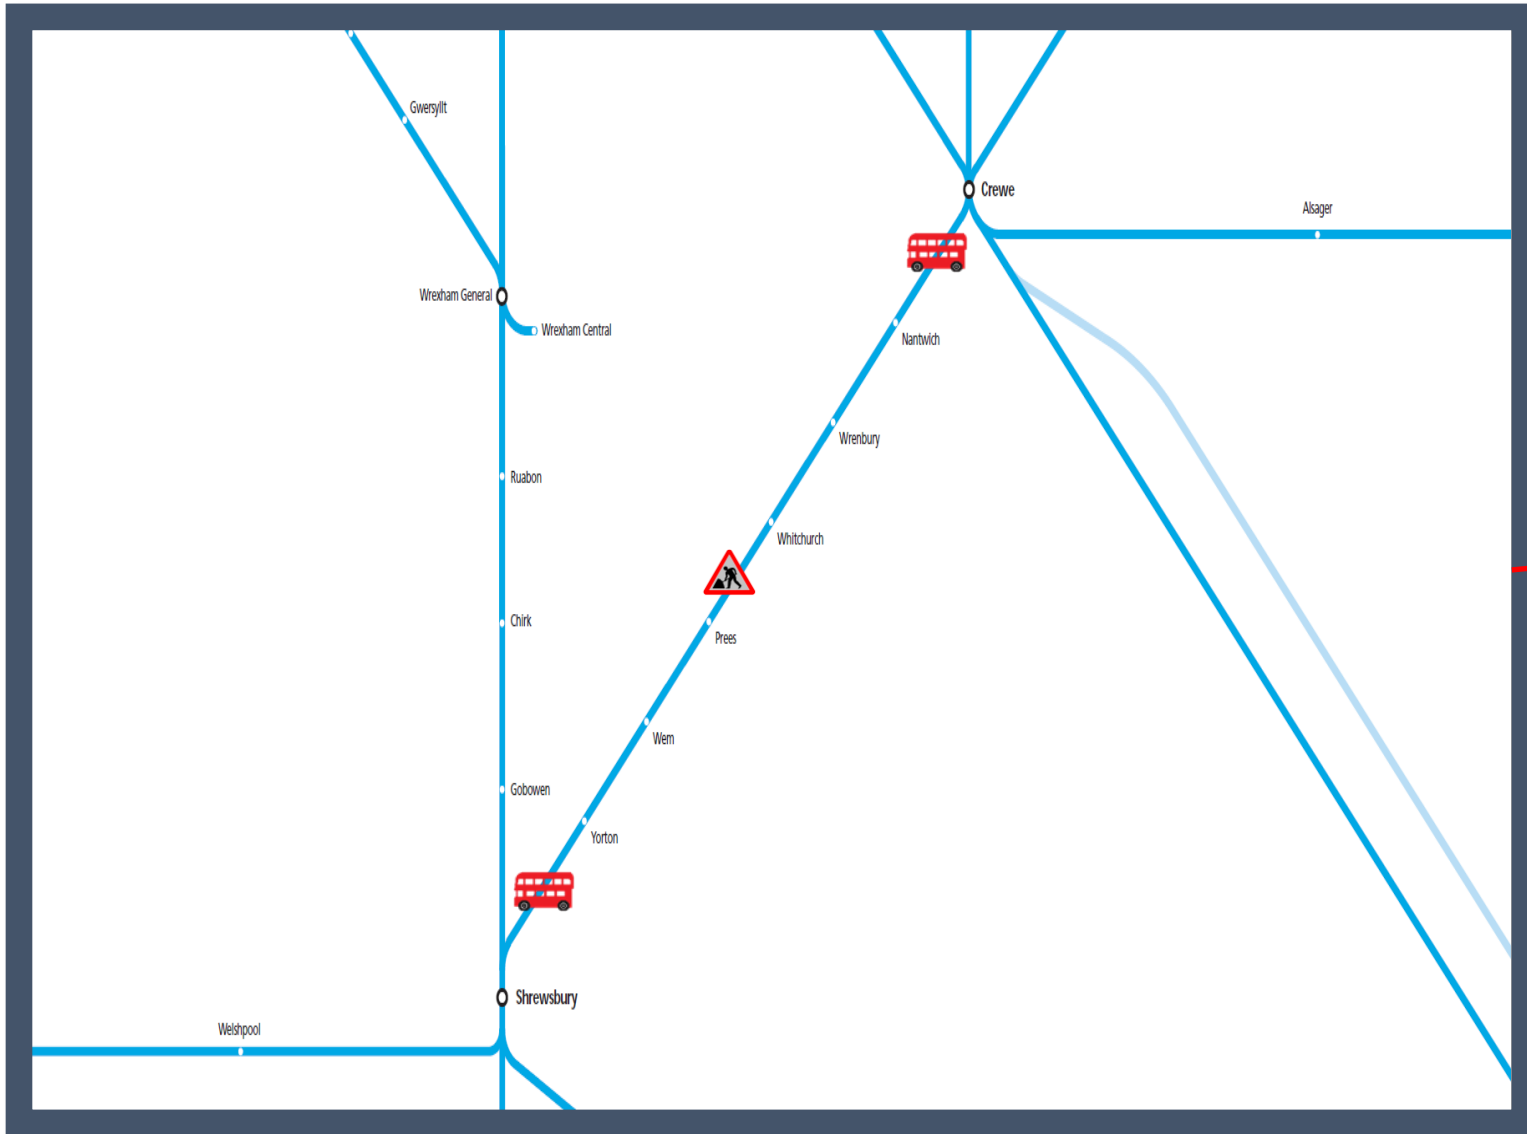 Gwersyllt
Crewe
Alsager
Wrexham General
Wrexham Central
Nantwich
Wrenbury
Ruabon
Whitchurch
Chirk
Prees
Wem
Gobowen
Yorton
Shrewsbury
Welshpool